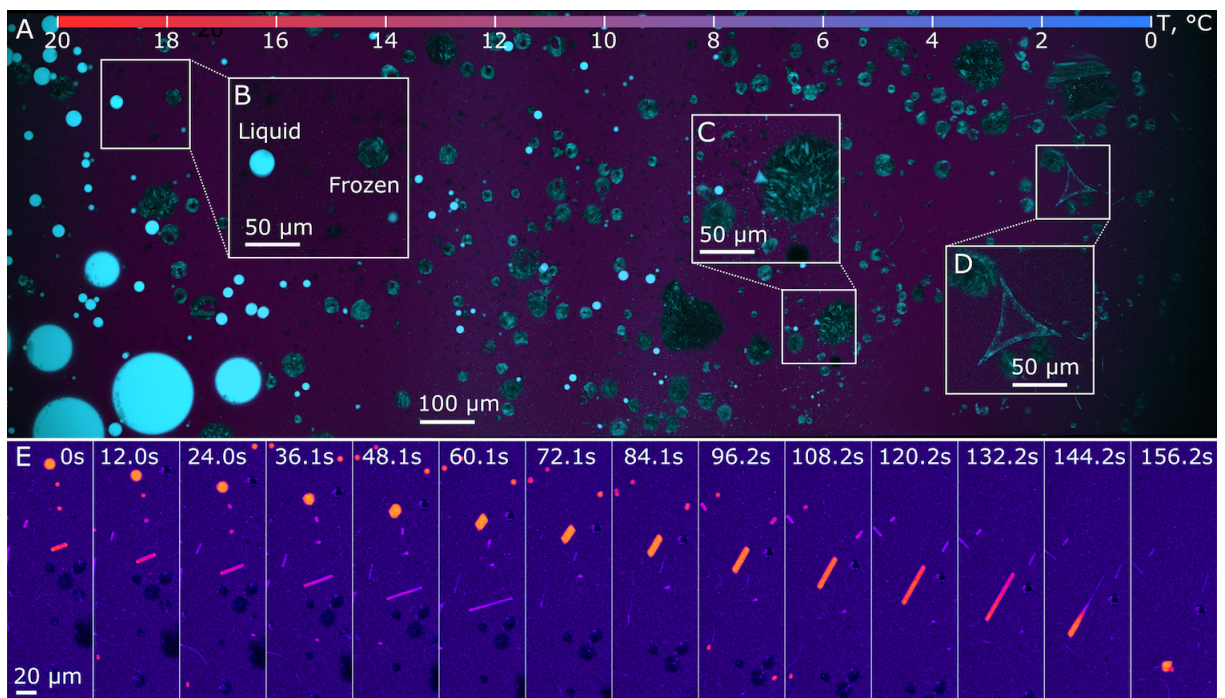 A
T, °C
20 18 16 14 12 10 8 6 4 2 0
20
B
Liquid
Frozen
50 µm
C
50 µm
D
50 µm
100 µm
E 0s 12.0s 24.0s 36.1s 48.1s 60.1s 72.1s 84.1s 96.2s 108.2s 120.2s 132.2s 144.2s 156.2s
20 µm